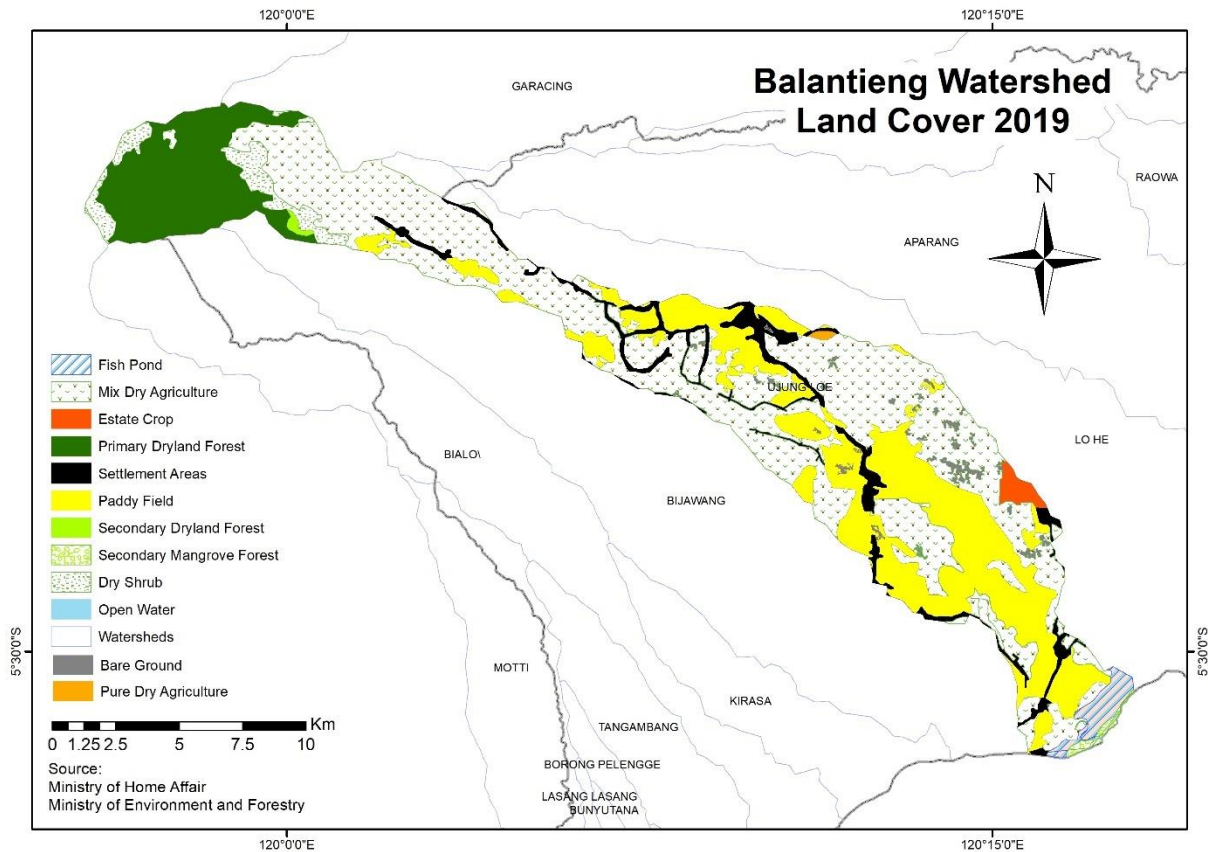 120°0'0"E
120°15'0"E
Balantieng Watershed
Land Cover 2019
GARACING
N
RAOWA
APARANG
UJUNG LOE
LO HE
BIALO\
BIJAWANG
MOTTI
KIRASA
TANGAMBANG
BORONG PELENGGE
LASANG LASANG
BUNYUTANA
Fish Pond
Mix Dry Agriculture
Estate Crop
Primary Dryland Forest
Settlement Areas
Paddy Field
Secondary Dryland Forest
Secondary Mangrove Forest
Dry Shrub
Open Water
Watersheds
Bare Ground
Pure Dry Agriculture
Km
0 1.25 2.5 5 7.5 10
Source:
Ministry of Home Affair
Ministry of Environment and Forestry
5°30'0"S
5°30'0"S
120°0'0"E
120°15'0"E